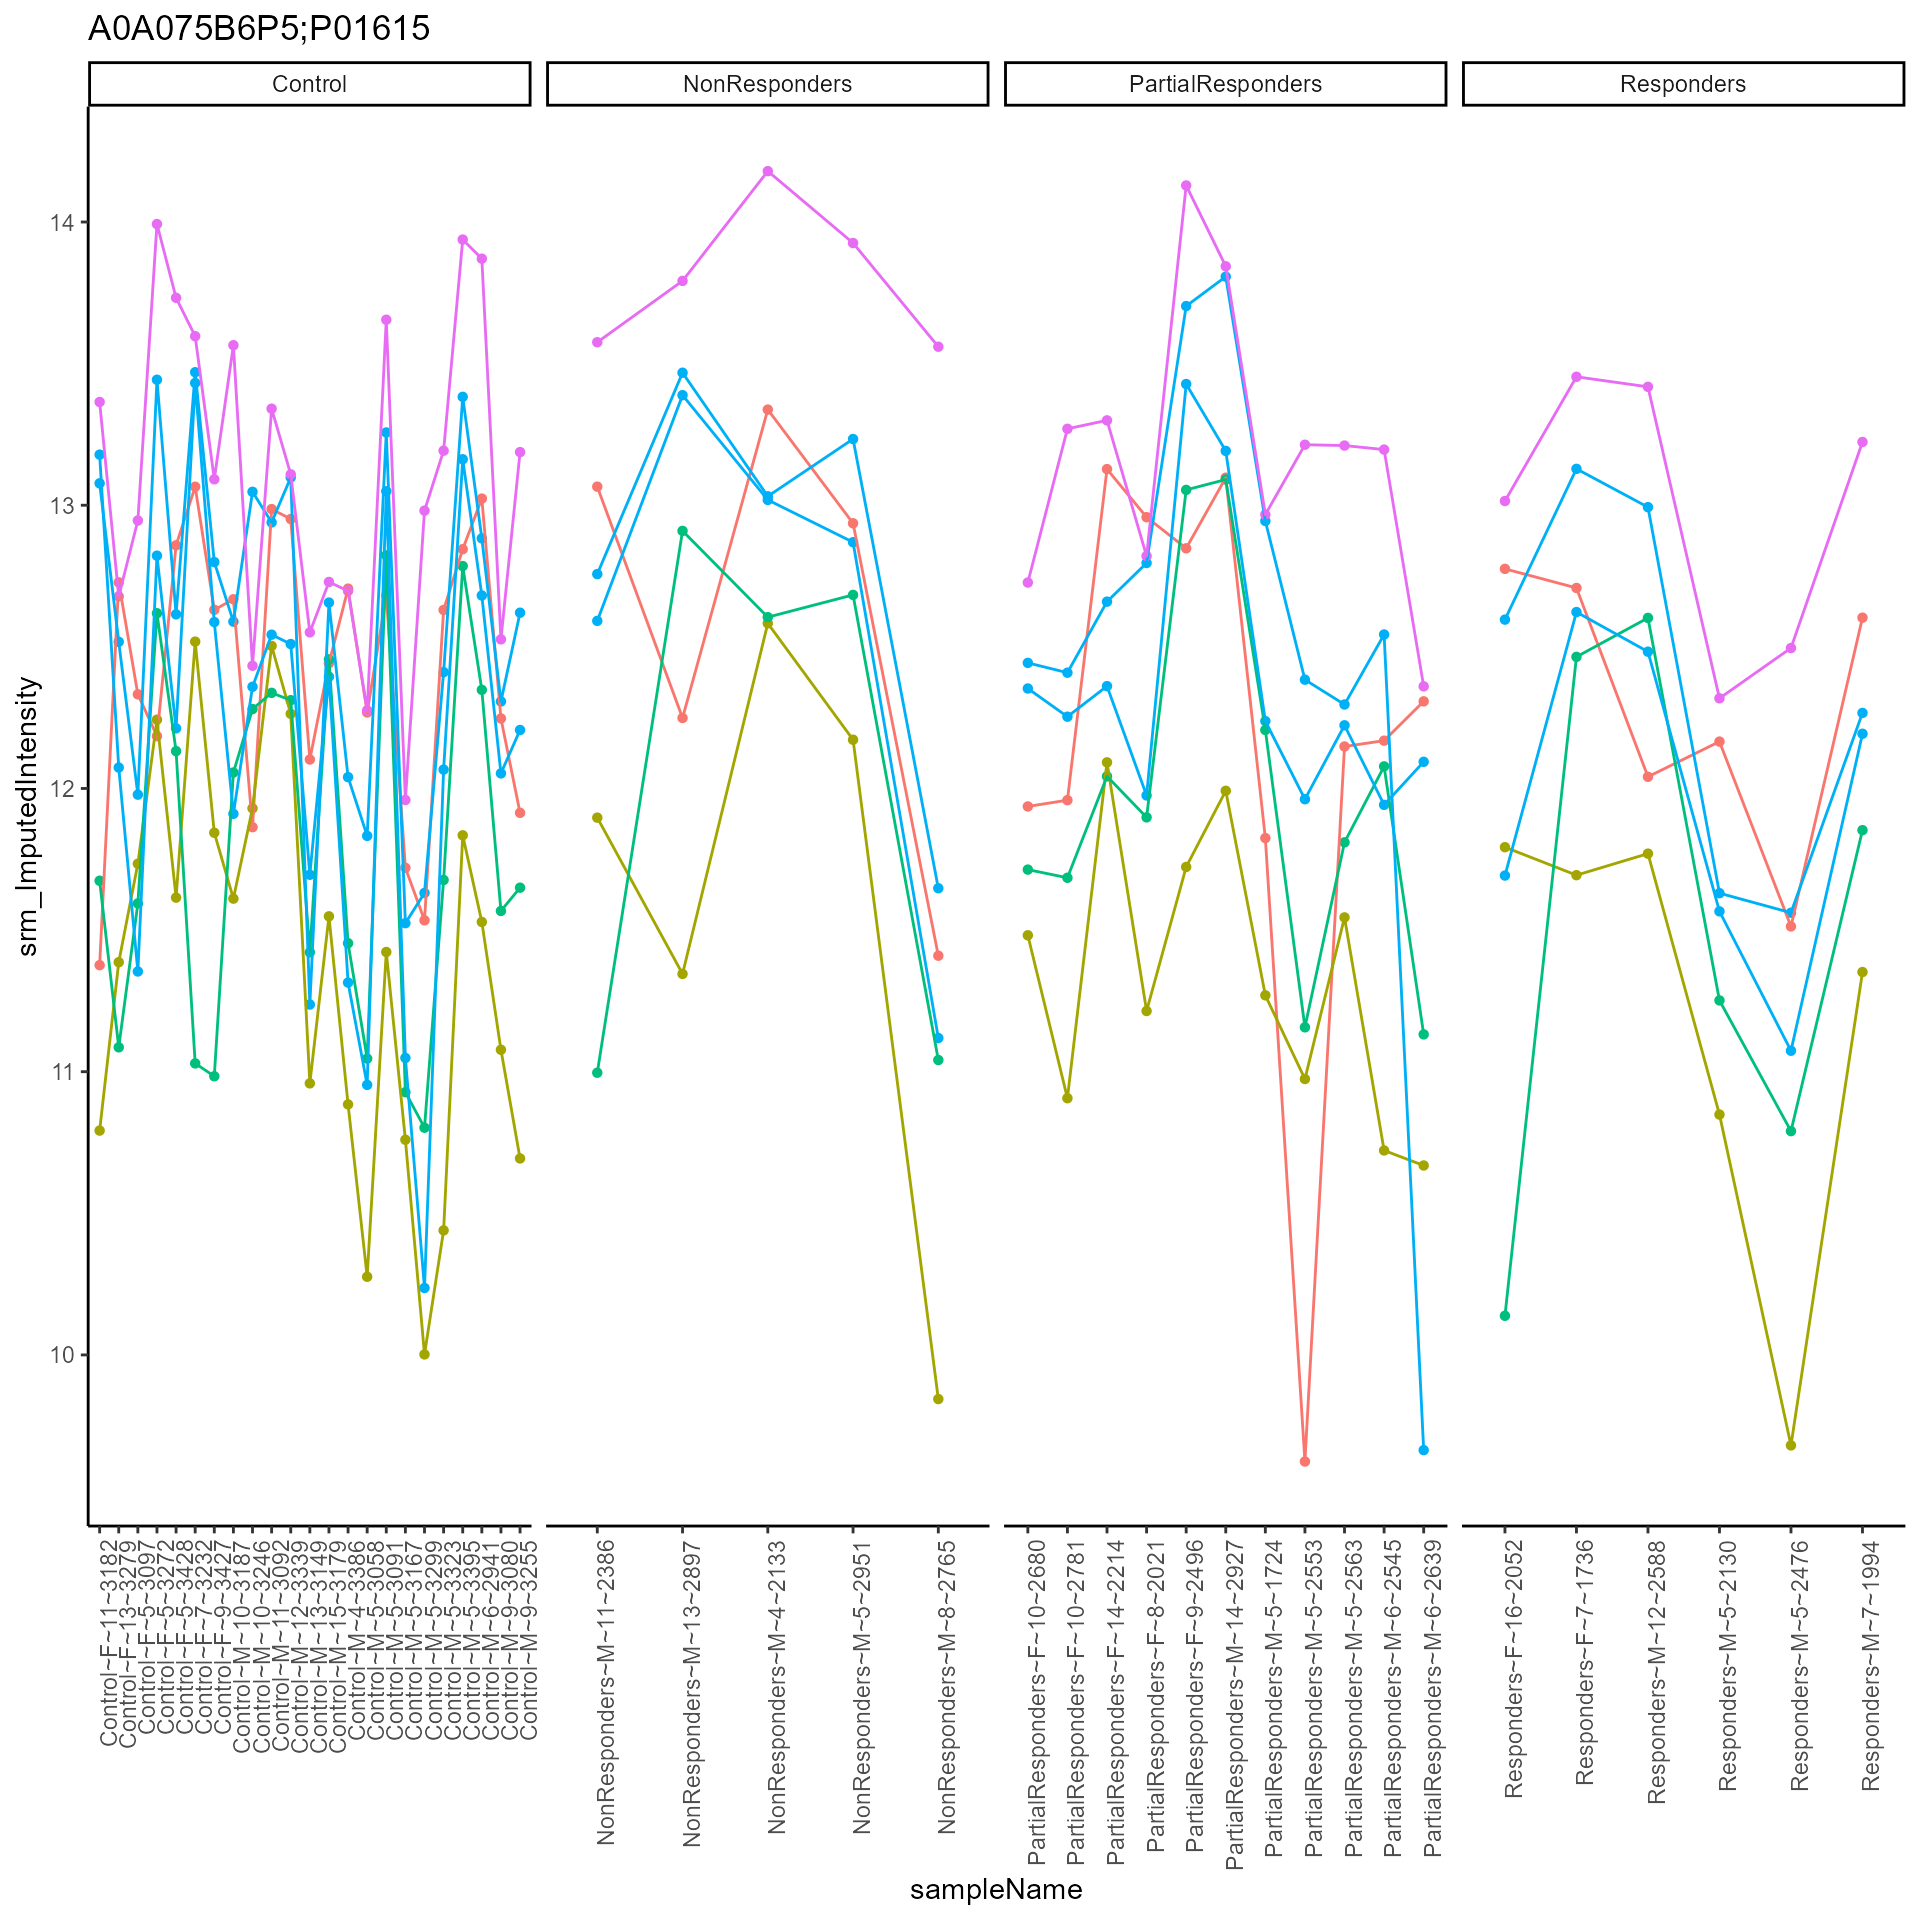 A0A075B6P5;P01615
Control
NonResponders
PartialResponders
Responders
srm_ImputedIntensity
14
13
12
11
10
Control~F~11~3182
Control~F~13~3279
Control~F~5~3097
Control~F~5~3272
Control~F~5~3428
Control~F~7~3232
Control~F~9~3427
Control~M~10~3187
Control~M~10~3246
Control~M~11~3092
Control~M~12~3339
Control~M~13~3149
Control~M~15~3179
Control~M~4~3386
Control~M~5~3058
Control~M~5~3091
Control~M~5~3167
Control~M~5~3299
Control~M~5~3323
Control~M~5~3395
Control~M~6~2941
Control~M~9~3080
Control~M~9~3255
NonResponders~M~11~2386
NonResponders~M~13~2897
NonResponders~M~4~2133
NonResponders~M~5~2951
NonResponders~M~8~2765
PartialResponders~F~10~2680
PartialResponders~F~10~2781
PartialResponders~F~14~2214
PartialResponders~F~8~2021
PartialResponders~F~9~2496
PartialResponders~M~14~2927
PartialResponders~M~5~1724
PartialResponders~M~5~2553
PartialResponders~M~5~2563
PartialResponders~M~6~2545
PartialResponders~M~6~2639
Responders~F~16~2052
Responders~F~7~1736
Responders~M~12~2588
Responders~M~5~2130
Responders~M~5~2476
Responders~M~7~1994
sampleName